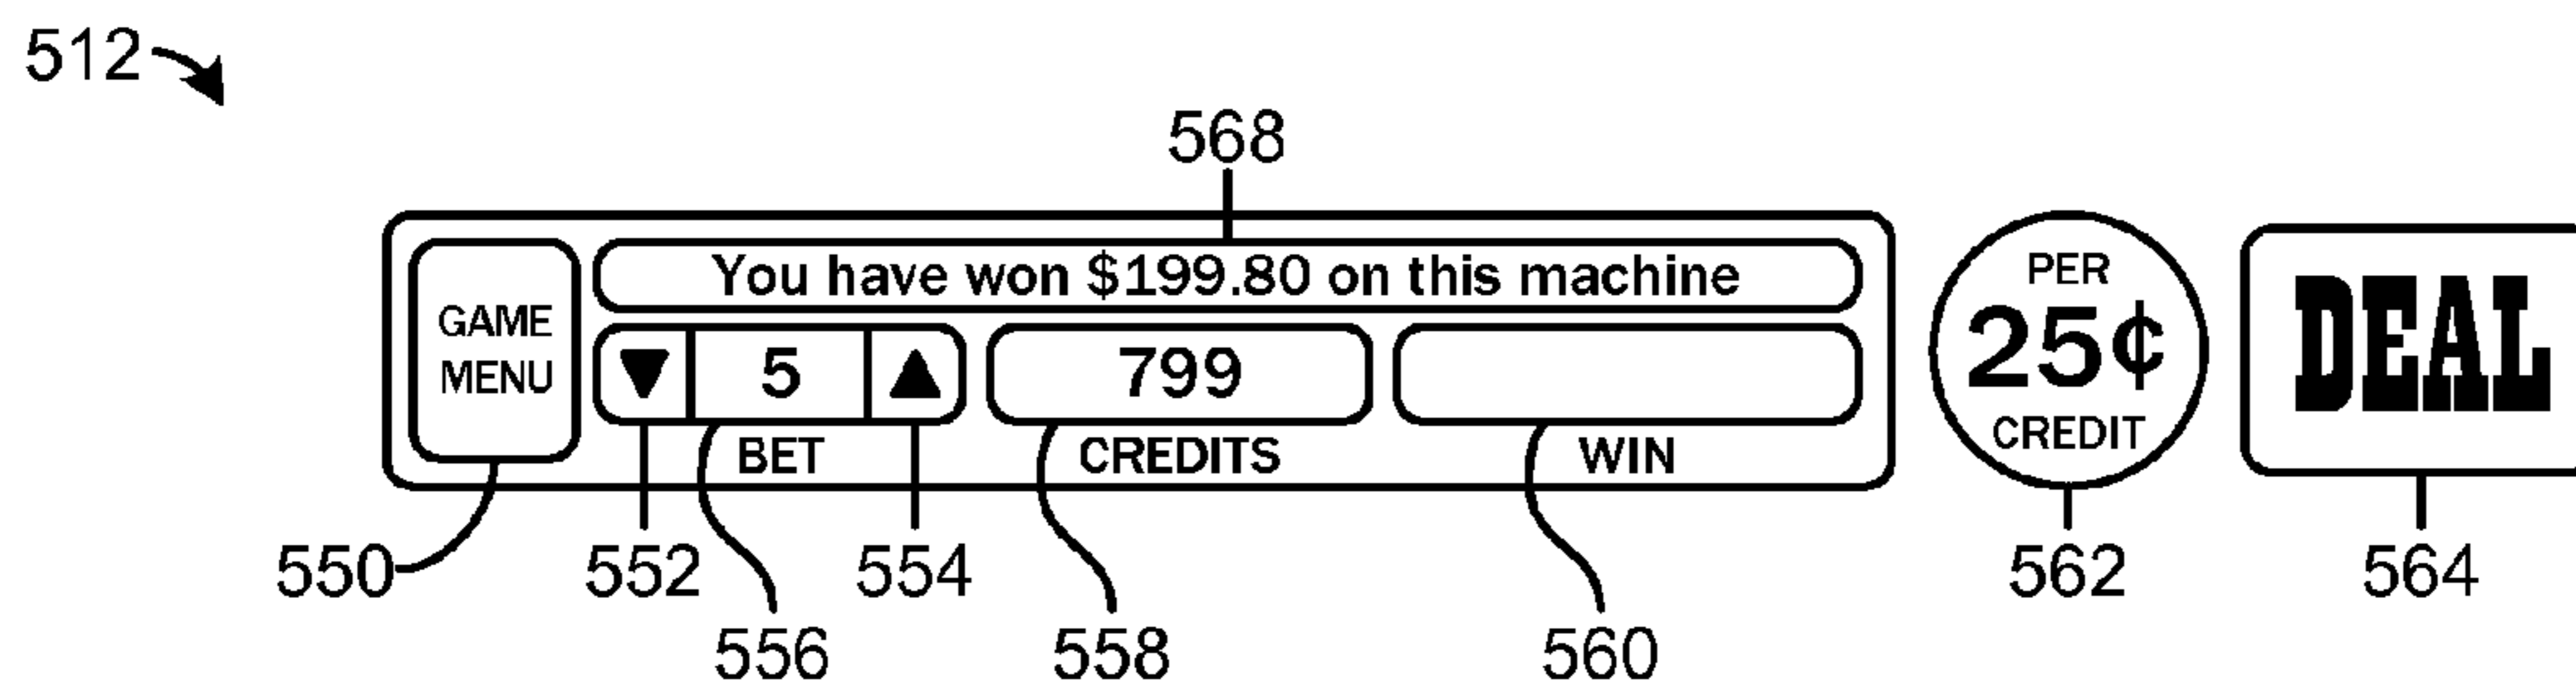 512
568
You have won $199.80 on this machine
GAME
MENU
▼ 5 ▲
799
BET
CREDITS
WIN
PER
25¢
CREDIT
DEAL
550
552
554
562
564
556
558
560